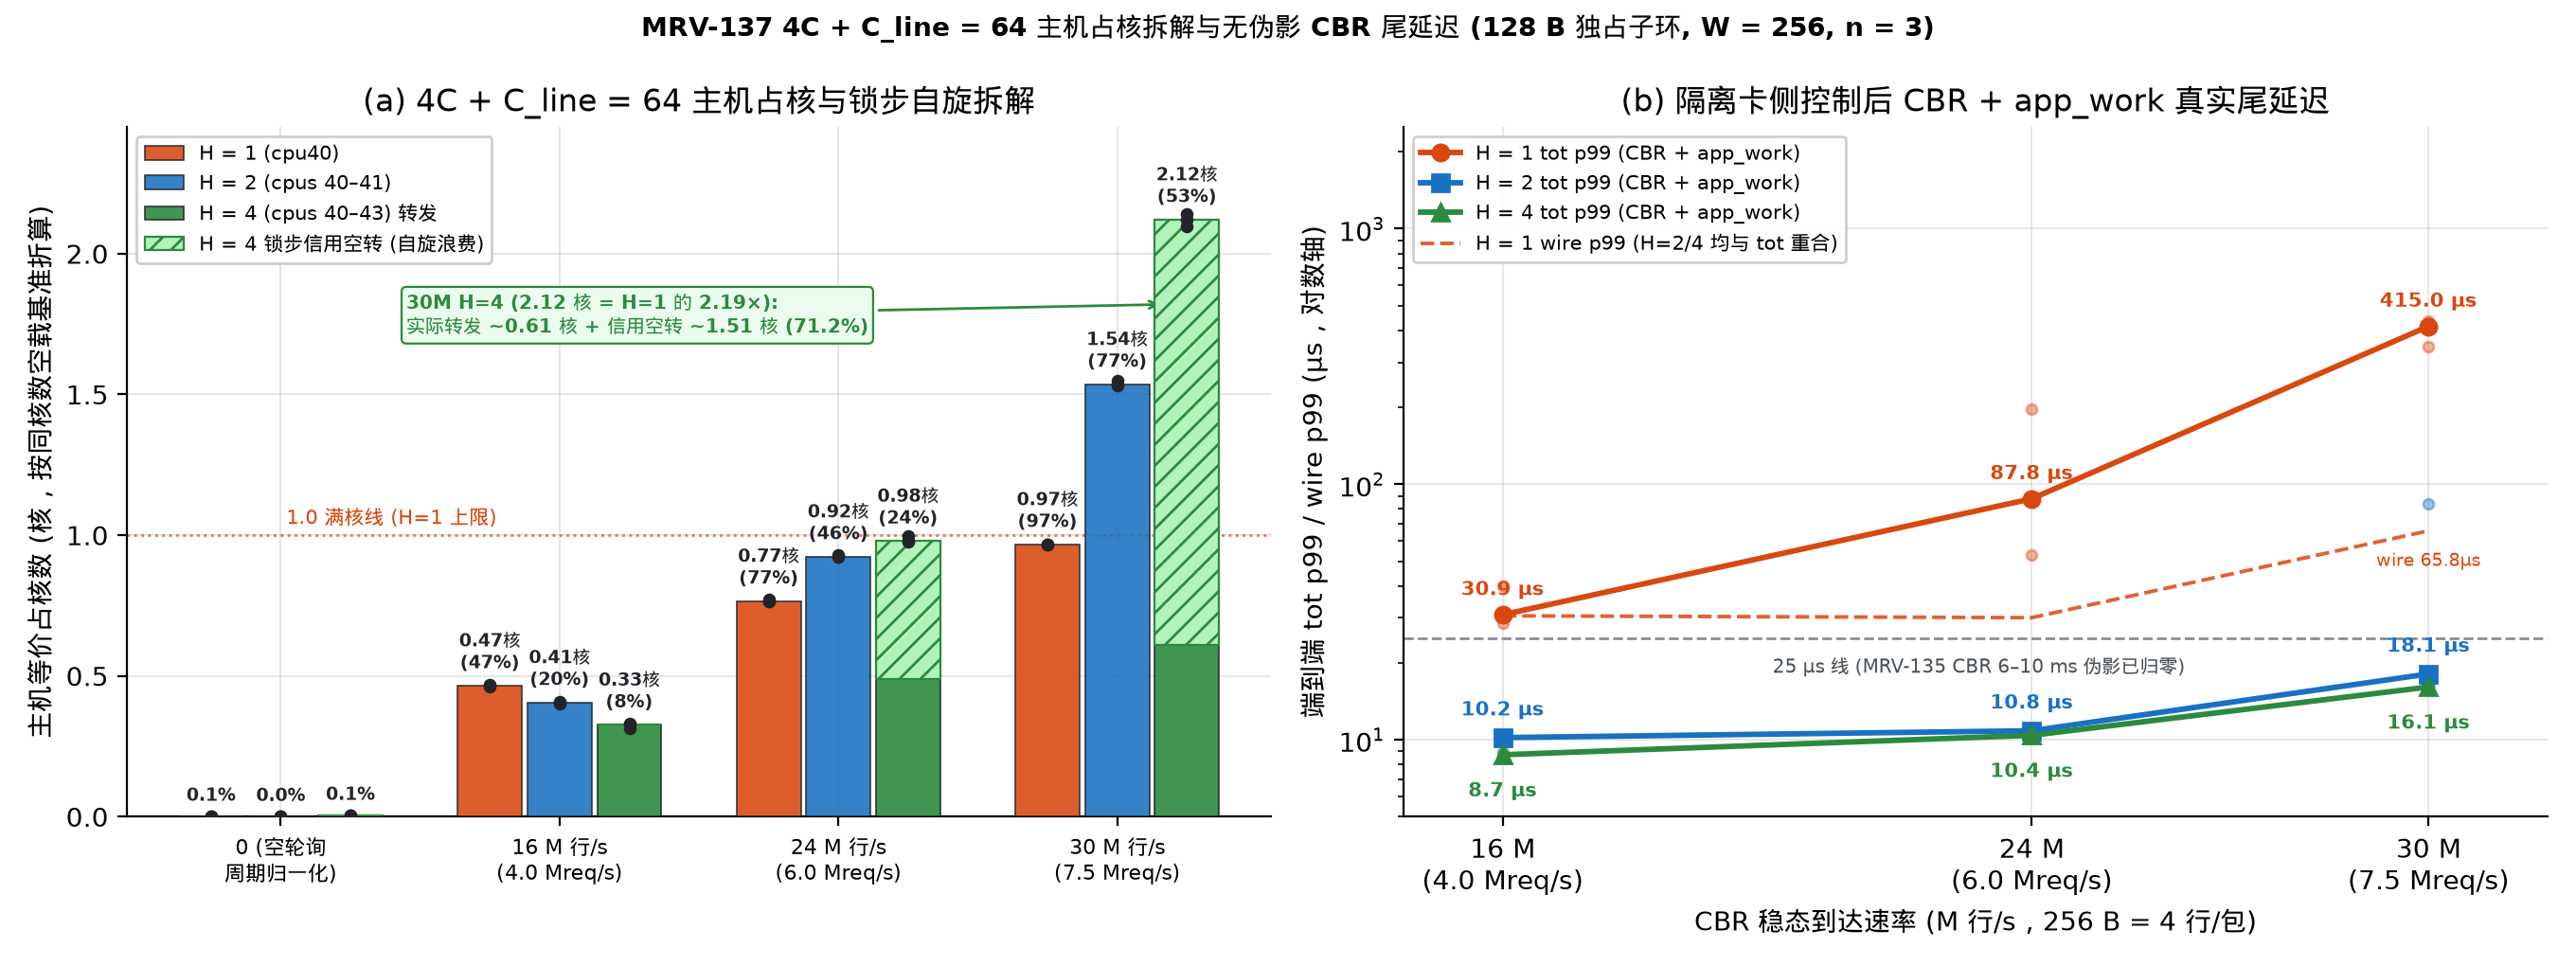 MRV-137 4C + C_line = 64 主机占核拆解与无伪影 CBR 尾延迟 (128 B 独占子环, W = 256, n = 3)
(a) 4C + C_line = 64 主机占核与锁步自旋拆解
主机等价占核数 (核，按同核数空载基准折算)
2.0
1.5
1.0
0.5
0.0
H = 1 (cpu40)
H = 2 (cpus 40–41)
H = 4 (cpus 40–43) 转发
H = 4 锁步信用空转 (自旋浪费)
30M H=4 (2.12 核 = H=1 的 2.19×):
实际转发 ~0.61 核 + 信用空转 ~1.51 核 (71.2%)
1.0 满核线 (H=1 上限)
0.1%
0.0%
0.1%
0.47核
(47%)
0.41核
(20%)
0.33核
(8%)
0.77核
(77%)
0.92核
(46%)
0.98核
(24%)
0.97核
(97%)
1.54核
(77%)
2.12核
(53%)
0 (空轮询
周期归一化)
16 M 行/s
(4.0 Mreq/s)
24 M 行/s
(6.0 Mreq/s)
30 M 行/s
(7.5 Mreq/s)
(b) 隔离卡侧控制后 CBR + app_work 真实尾延迟
端到端 tot p99 / wire p99 (µs，对数轴)
10³
10²
10¹
H = 1 tot p99 (CBR + app_work)
H = 2 tot p99 (CBR + app_work)
H = 4 tot p99 (CBR + app_work)
H = 1 wire p99 (H=2/4 均与 tot 重合)
415.0 µs
87.8 µs
30.9 µs
wire 65.8µs
25 µs 线 (MRV-135 CBR 6–10 ms 伪影已归零)
18.1 µs
10.2 µs
10.8 µs
16.1 µs
10.4 µs
8.7 µs
16 M
(4.0 Mreq/s)
24 M
(6.0 Mreq/s)
30 M
(7.5 Mreq/s)
CBR 稳态到达速率 (M 行/s，256 B = 4 行/包)